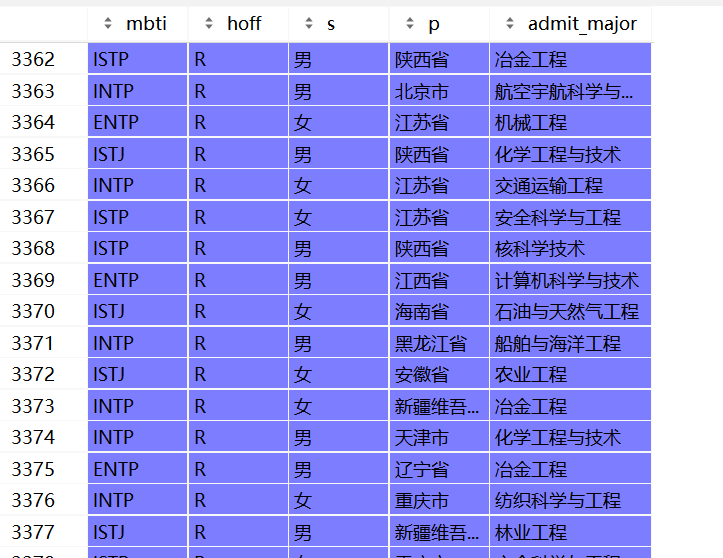 mbti hoff s p admit_major
3362 ISTP R 男 陕西省 冶金工程
3363 INTP R 男 北京市 航空宇航科学与...
3364 ENTP R 女 江苏省 机械工程
3365 ISTJ R 男 陕西省 化学工程与技术
3366 INTP R 女 江苏省 交通运输工程
3367 ISTP R 女 江苏省 安全科学与工程
3368 ISTP R 男 陕西省 核科学技术
3369 ENTP R 男 江西省 计算机科学与技术
3370 ISTJ R 女 海南省 石油与天然气工程
3371 INTP R 男 黑龙江省 船舶与海洋工程
3372 ISTJ R 女 安徽省 农业工程
3373 INTP R 女 新疆维吾... 冶金工程
3374 INTP R 男 天津市 化学工程与技术
3375 ENTP R 男 辽宁省 冶金工程
3376 INTP R 女 重庆市 纺织科学与工程
3377 ISTJ R 男 新疆维吾... 林业工程